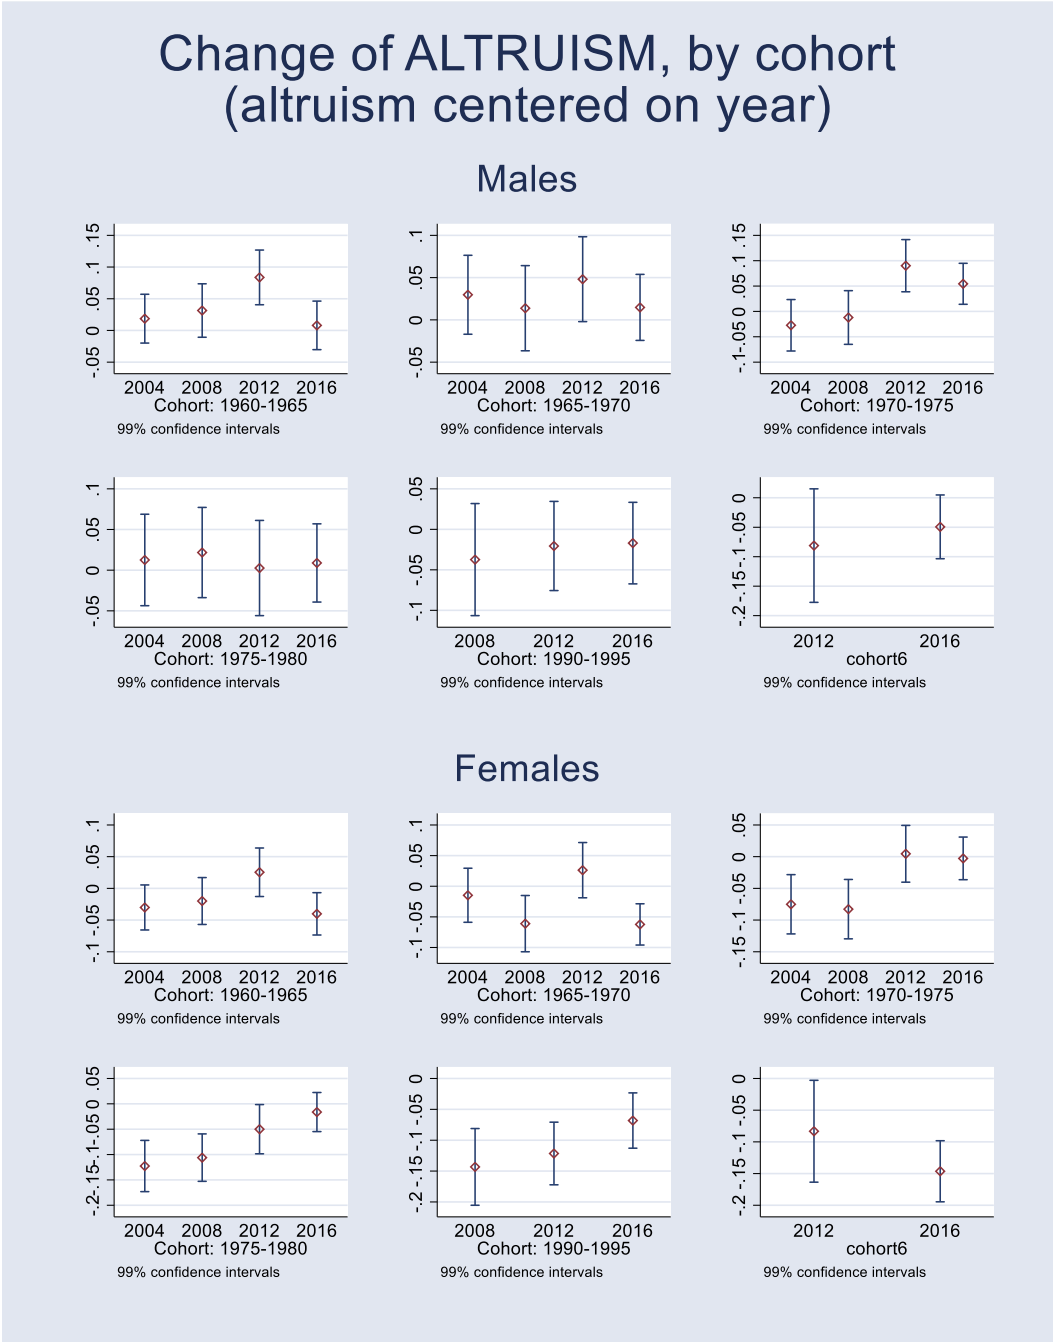 Change of ALTRUISM, by cohort
(altruism centered on year)
Males
.15
.1
.05
0
-.05
2004 2008 2012 2016
Cohort: 1960-1965
99% confidence intervals
.1
.05
0
-.05
2004 2008 2012 2016
Cohort: 1965-1970
99% confidence intervals
.15
.1
.05
0
-.05
-.1
2004 2008 2012 2016
Cohort: 1970-1975
99% confidence intervals
.1
.05
0
-.05
2004 2008 2012 2016
Cohort: 1975-1980
99% confidence intervals
.05
0
-.05
-.1
2008 2012 2016
Cohort: 1990-1995
99% confidence intervals
0
-.05
-.1
-.15
-.2
2012 2016
cohort6
99% confidence intervals
Females
.1
.05
0
-.05
-.1
2004 2008 2012 2016
Cohort: 1960-1965
99% confidence intervals
.1
.05
0
-.05
-.1
2004 2008 2012 2016
Cohort: 1965-1970
99% confidence intervals
.05
0
-.05
-.1
-.15
2004 2008 2012 2016
Cohort: 1970-1975
99% confidence intervals
.05
0
-.05
-.1
-.15
-.2
2004 2008 2012 2016
Cohort: 1975-1980
99% confidence intervals
0
-.05
-.1
-.15
-.2
2008 2012 2016
Cohort: 1990-1995
99% confidence intervals
0
-.05
-.1
-.15
-.2
2012 2016
cohort6
99% confidence intervals